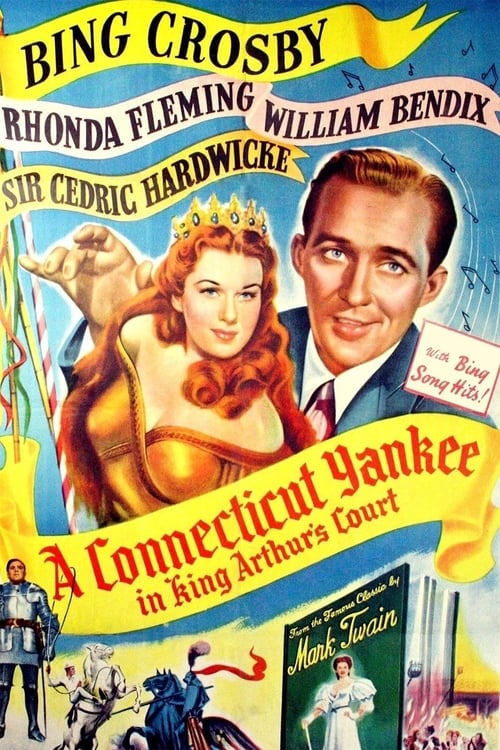 BING CROSBY
RHONDA FLEMING
WILLIAM BENDIX
SIR CEDRIC HARDWICKE
With Bing
Song Hits!
A Connecticut Yankee
in King Arthur's Court
From the Famous Classic by
Mark Twain